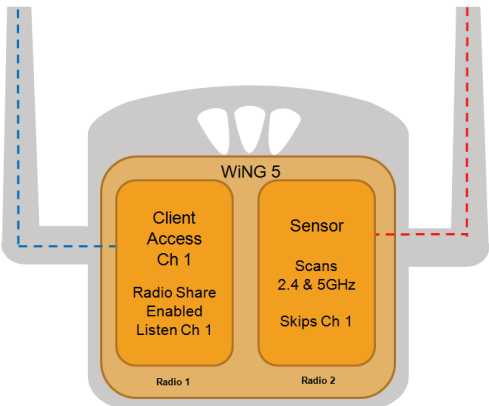 WiNG 5
Client
Access
Ch 1
Radio Share
Enabled
Listen Ch 1
Radio 1
Sensor
Scans
2.4 & 5GHz
Skips Ch 1
Radio 2